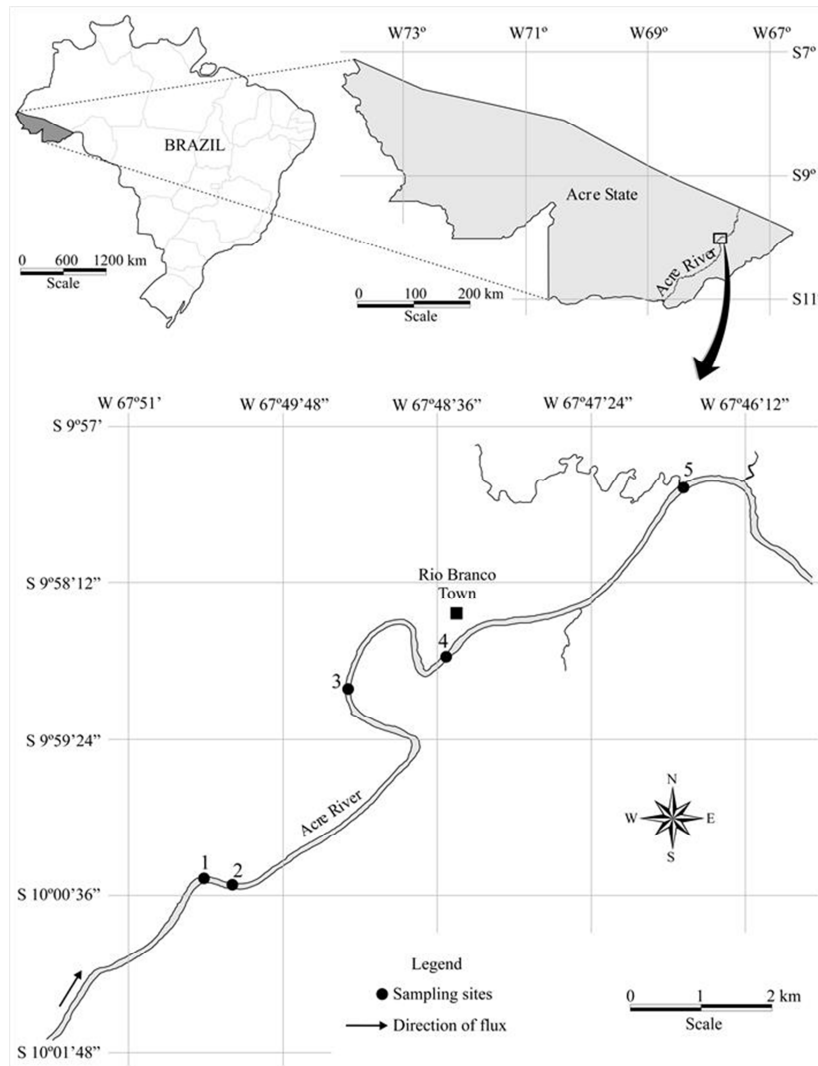 W73º W71º W69º W67º
S7º
BRAZIL
S9º
Acre State
Acre River
0 600 1200 km
Scale
0 100 200 km
Scale
S11º
W 67º51' W 67º49'48” W 67º48'36” W 67º47'24” W 67º46'12”
S 9º57'
5
S 9º58'12”
Rio Branco
Town
4
3
S 9º59'24”
Acre River
N
W E
S
1 2
S 10º00'36”
Legend
Sampling sites
Direction of flux
0 1 2 km
Scale
S 10º01'48”